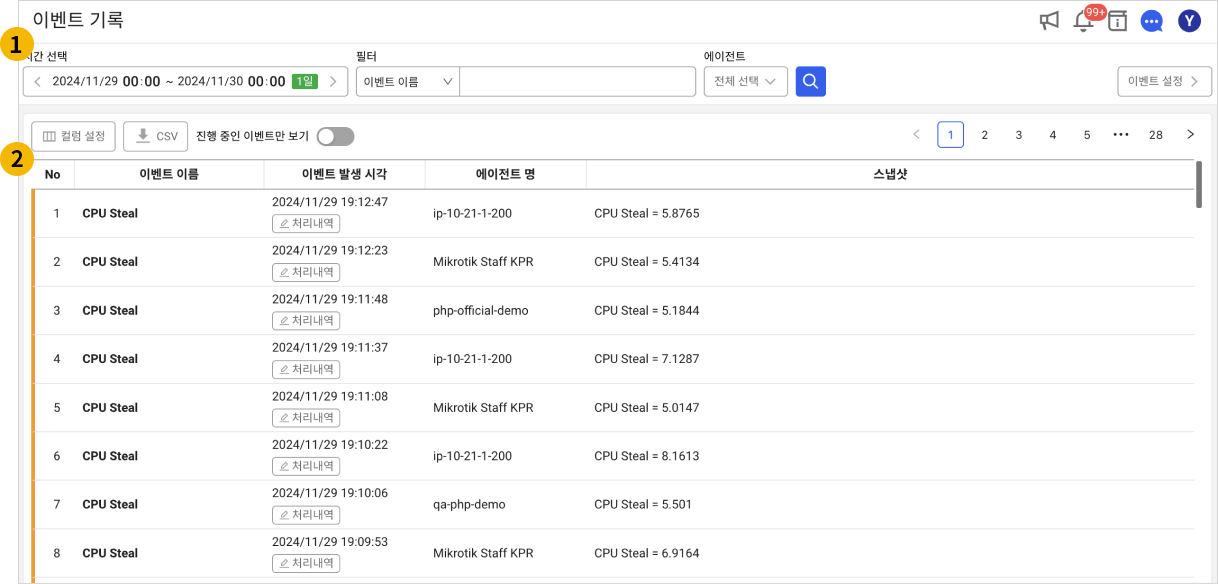 이벤트 기록
99+
Y
1
시간 선택
필터
에이전트
2024/11/29 00:00 ~ 2024/11/30 00:00 1일
이벤트 이름
전체 선택
이벤트 설정
컬럼 설정
CSV
진행 중인 이벤트만 보기
1 2 3 4 5 ••• 28
2
No 이벤트 이름 이벤트 발생 시각 에이전트 명 스냅샷
1 CPU Steal 2024/11/29 19:12:47 ip-10-21-1-200 CPU Steal = 5.8765
처리내역
2 CPU Steal 2024/11/29 19:12:23 Mikrotik Staff KPR CPU Steal = 5.4134
처리내역
3 CPU Steal 2024/11/29 19:11:48 php-official-demo CPU Steal = 5.1844
처리내역
4 CPU Steal 2024/11/29 19:11:37 ip-10-21-1-200 CPU Steal = 7.1287
처리내역
5 CPU Steal 2024/11/29 19:11:08 Mikrotik Staff KPR CPU Steal = 5.0147
처리내역
6 CPU Steal 2024/11/29 19:10:22 ip-10-21-1-200 CPU Steal = 8.1613
처리내역
7 CPU Steal 2024/11/29 19:10:06 qa-php-demo CPU Steal = 5.501
처리내역
8 CPU Steal 2024/11/29 19:09:53 Mikrotik Staff KPR CPU Steal = 6.9164
처리내역